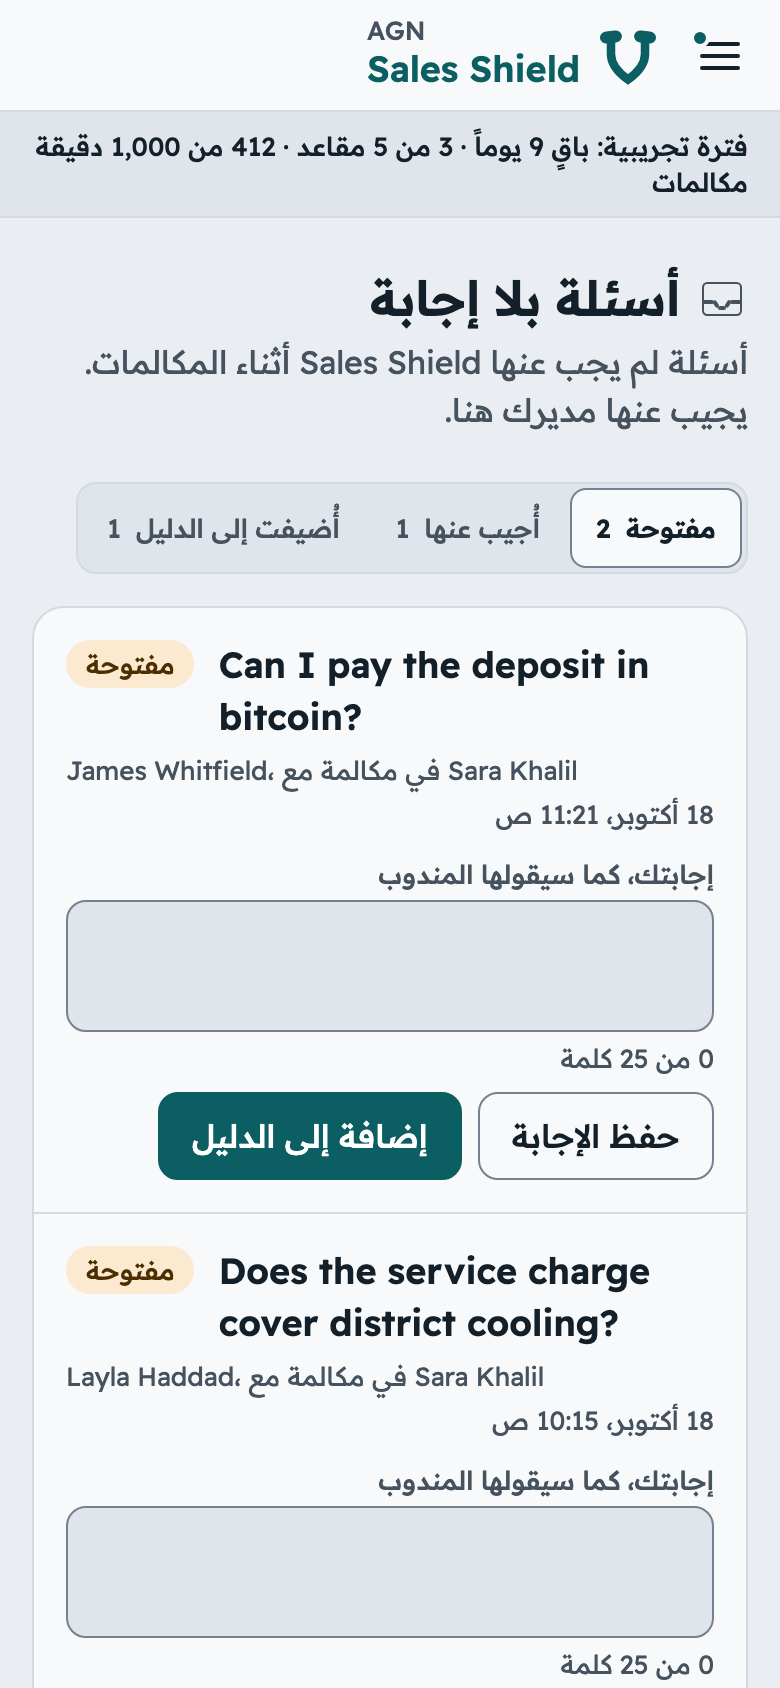 AGN
Sales Shield
فترة تجريبية: باقٍ 9 يوماً · 3 من 5 مقاعد · 412 من 1,000 دقيقة
مكالمات
أسئلة بلا إجابة
أسئلة لم يجب عنها Sales Shield أثناء المكالمات.
يجيب عنها مديرك هنا.
مفتوحة 2
أُجيب عنها 1
أُضيفت إلى الدليل 1
Can I pay the deposit in
bitcoin?
مفتوحة
Sara Khalil في مكالمة مع James Whitfield،
18 أكتوبر، 11:21 ص
إجابتك، كما سيقولها المندوب
0 من 25 كلمة
حفظ الإجابة
إضافة إلى الدليل
Does the service charge
cover district cooling?
مفتوحة
Sara Khalil في مكالمة مع Layla Haddad،
18 أكتوبر، 10:15 ص
إجابتك، كما سيقولها المندوب
0 من 25 كلمة